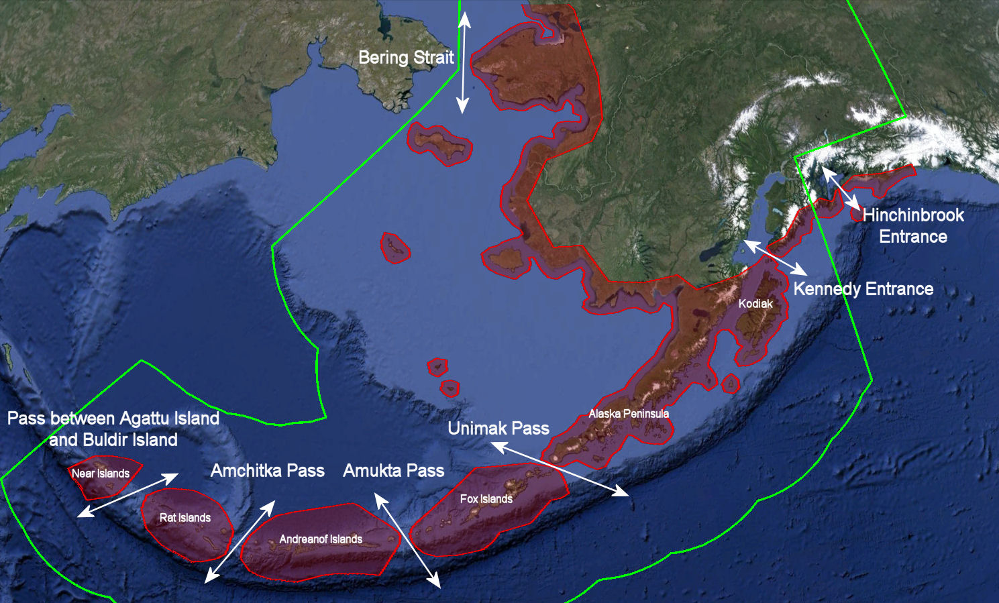 Bering Strait
Hinchinbrook
Entrance
Kennedy Entrance
Kodiak
Alaska Peninsula
Pass between Agattu Island
and Buldir Island
Unimak Pass
Amchitka Pass
Amukta Pass
Near Islands
Fox Islands
Rat Islands
Andreanof Islands